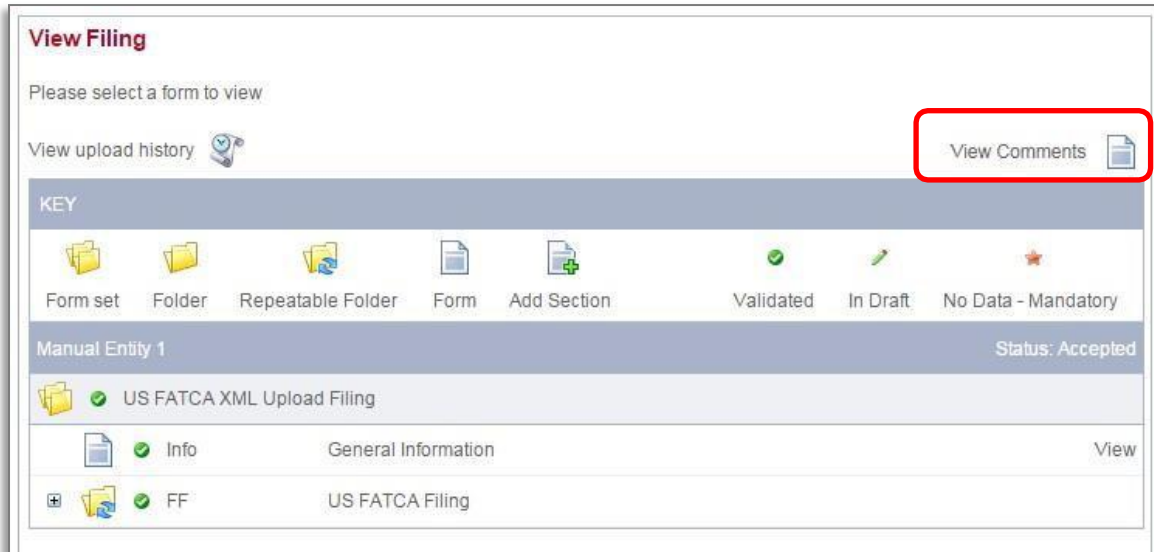 View Filing
Please select a form to view
View upload history View Comments
KEY
Form set Folder Repeatable Folder Form Add Section Validated In Draft No Data - Mandatory
Manual Entity 1 Status: Accepted
US FATCA XML Upload Filing
Info General Information View
FF US FATCA Filing